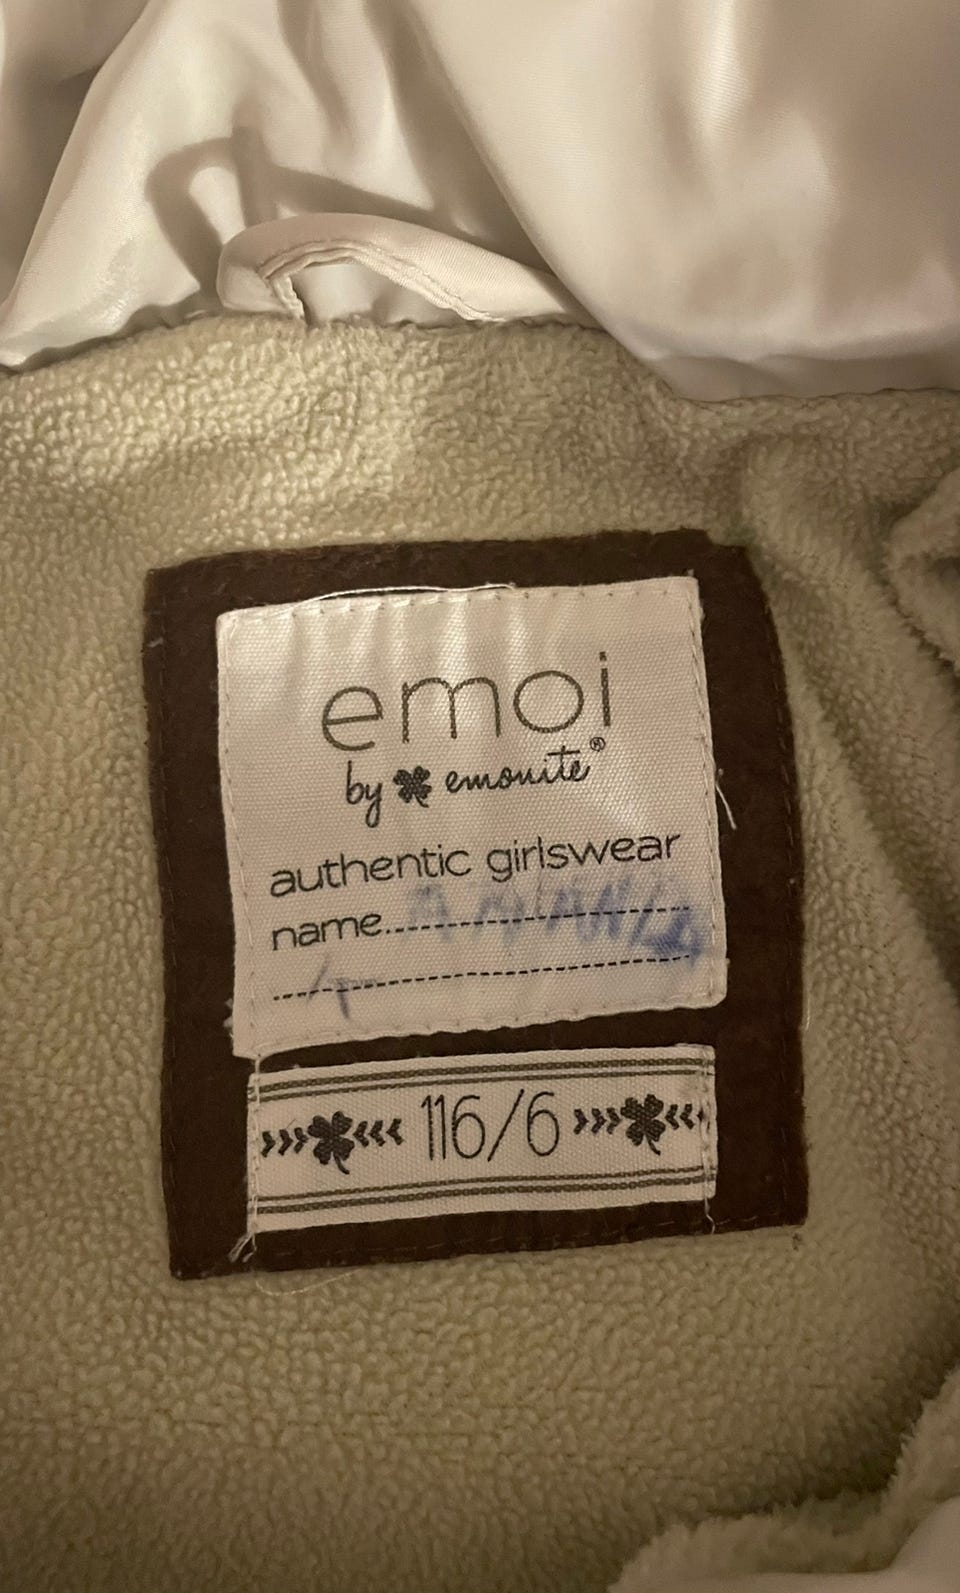 emoi
by emonite®
authentic girlswear
name
116/6